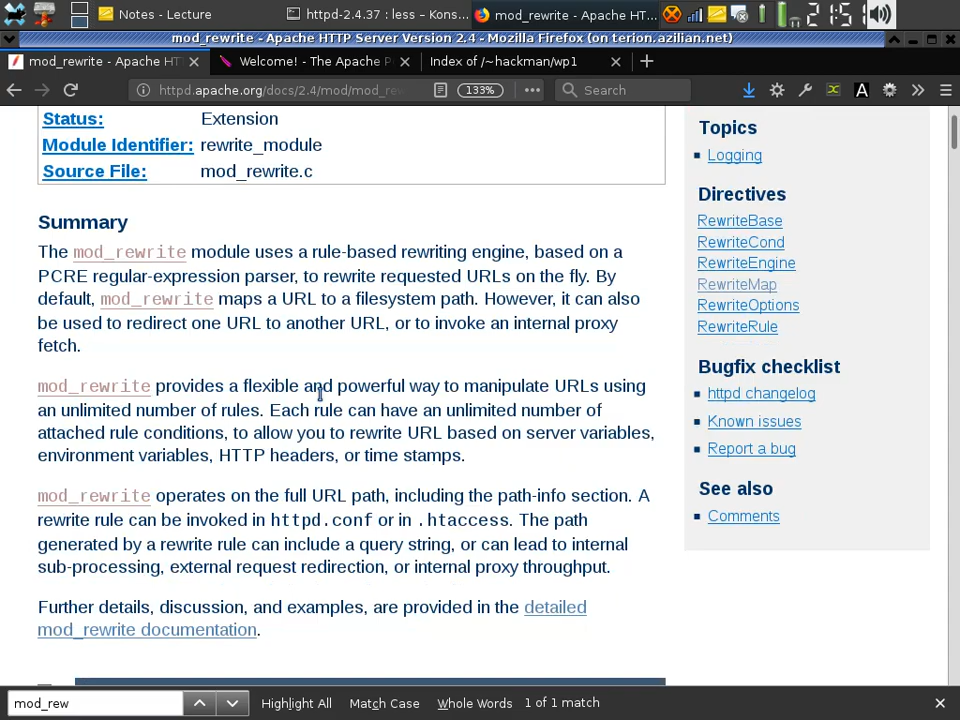 Notes - Lecture
httpd-2.4.37 : less – Kons...
mod_rewrite - Apache HT...
21:51
mod_rewrite - Apache HTTP Server Version 2.4 - Mozilla Firefox (on terion.azilian.net)
mod_rewrite - Apache HT
Welcome! - The Apache
Index of /~hackman/wp1
httpd.apache.org/docs/2.4/mod/mod_rew
133%
Search
Status: Extension
Module Identifier: rewrite_module
Source File: mod_rewrite.c
Summary
The mod_rewrite module uses a rule-based rewriting engine, based on a
PCRE regular-expression parser, to rewrite requested URLs on the fly. By
default, mod_rewrite maps a URL to a filesystem path. However, it can also
be used to redirect one URL to another URL, or to invoke an internal proxy
fetch.
mod_rewrite provides a flexible and powerful way to manipulate URLs using
an unlimited number of rules. Each rule can have an unlimited number of
attached rule conditions, to allow you to rewrite URL based on server variables,
environment variables, HTTP headers, or time stamps.
mod_rewrite operates on the full URL path, including the path-info section. A
rewrite rule can be invoked in httpd.conf or in .htaccess. The path
generated by a rewrite rule can include a query string, or can lead to internal
sub-processing, external request redirection, or internal proxy throughput.
Further details, discussion, and examples, are provided in the detailed
mod_rewrite documentation.
Topics
Logging
Directives
RewriteBase
RewriteCond
RewriteEngine
RewriteMap
RewriteOptions
RewriteRule
Bugfix checklist
httpd changelog
Known issues
Report a bug
See also
Comments
mod_rew
Highlight All
Match Case
Whole Words
1 of 1 match